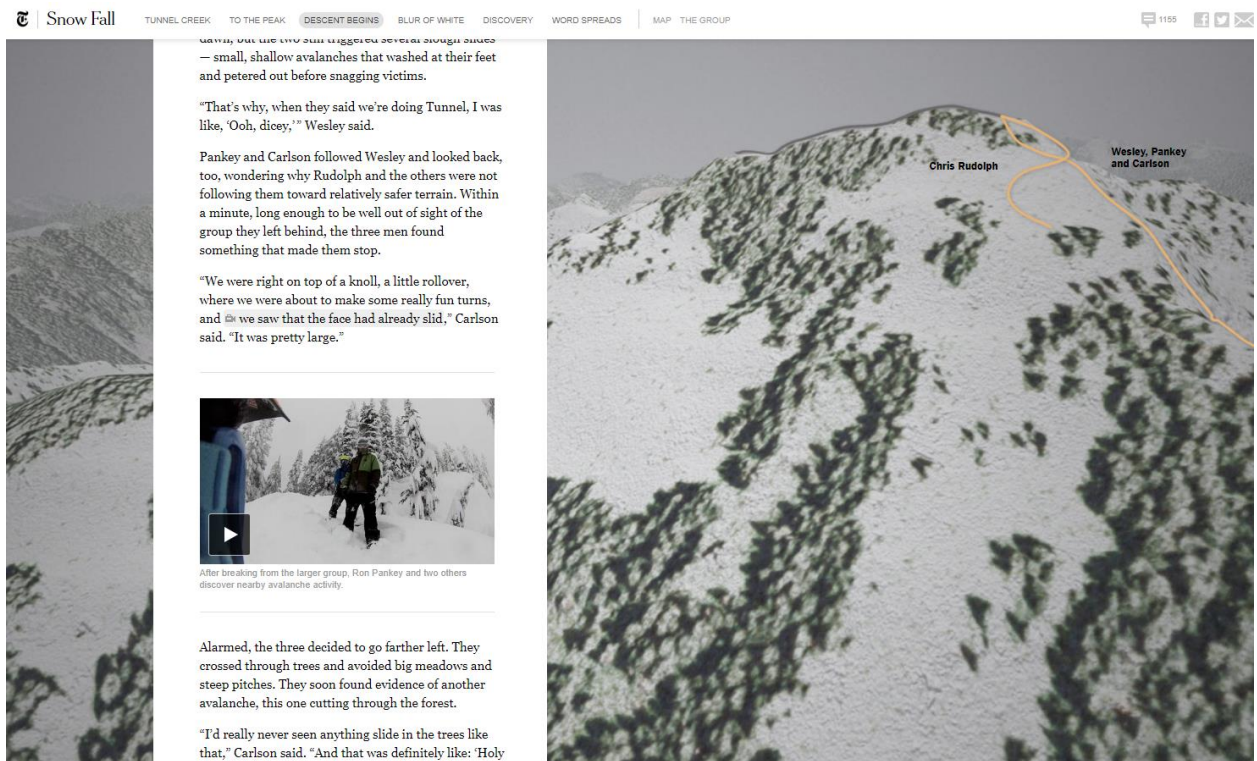 Snow Fall
TUNNEL CREEK TO THE PEAK DESCENT BEGINS BLUR OF WHITE DISCOVERY WORD SPREADS MAP THE GROUP
1155
dawn, but the two still triggered several slough slides
— small, shallow avalanches that washed at their feet
and petered out before snagging victims.
“That’s why, when they said we’re doing Tunnel, I was
like, ‘Ooh, dicey,’” Wesley said.
Pankey and Carlson followed Wesley and looked back,
too, wondering why Rudolph and the others were not
following them toward relatively safer terrain. Within
a minute, long enough to be well out of sight of the
group they left behind, the three men found
something that made them stop.
“We were right on top of a knoll, a little rollover,
where we were about to make some really fun turns,
and we saw that the face had already slid,” Carlson
said. “It was pretty large.”
After breaking from the larger group, Ron Pankey and two others
discover nearby avalanche activity.
Alarmed, the three decided to go farther left. They
crossed through trees and avoided big meadows and
steep pitches. They soon found evidence of another
avalanche, this one cutting through the forest.
“I’d really never seen anything slide in the trees like
that,” Carlson said. “And that was definitely like: ‘Holy
Chris Rudolph
Wesley, Pankey
and Carlson